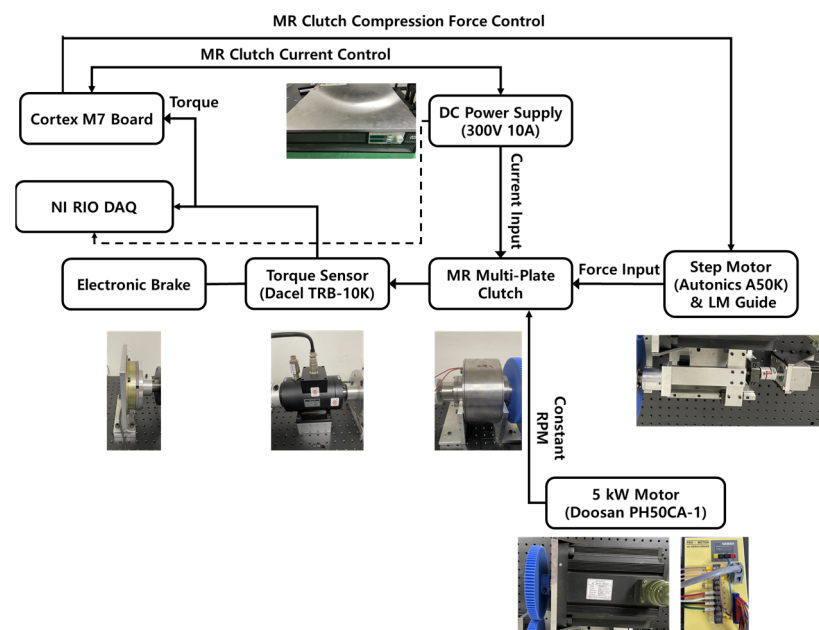 MR Clutch Compression Force Control
MR Clutch Current Control
Cortex M7 Board
Torque
DC Power Supply
(300V 10A)
Current Input
NI RIO DAQ
Electronic Brake
Torque Sensor
(Dacel TRB-10K)
MR Multi-Plate
Clutch
Force Input
Step Motor
(Autonics A50K)
& LM Guide
Constant
RPM
5 kW Motor
(Doosan PH50CA-1)